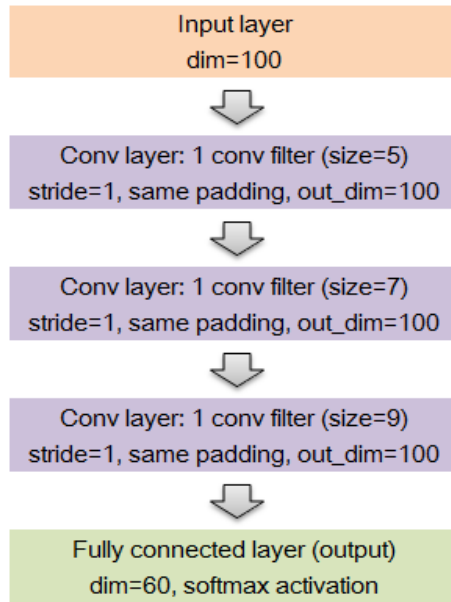 Input layer
dim=100
Conv layer: 1 conv filter (size=5)
stride=1, same padding, out_dim=100
Conv layer: 1 conv filter (size=7)
stride=1, same padding, out_dim=100
Conv layer: 1 conv filter (size=9)
stride=1, same padding, out_dim=100
Fully connected layer (output)
dim=60, softmax activation